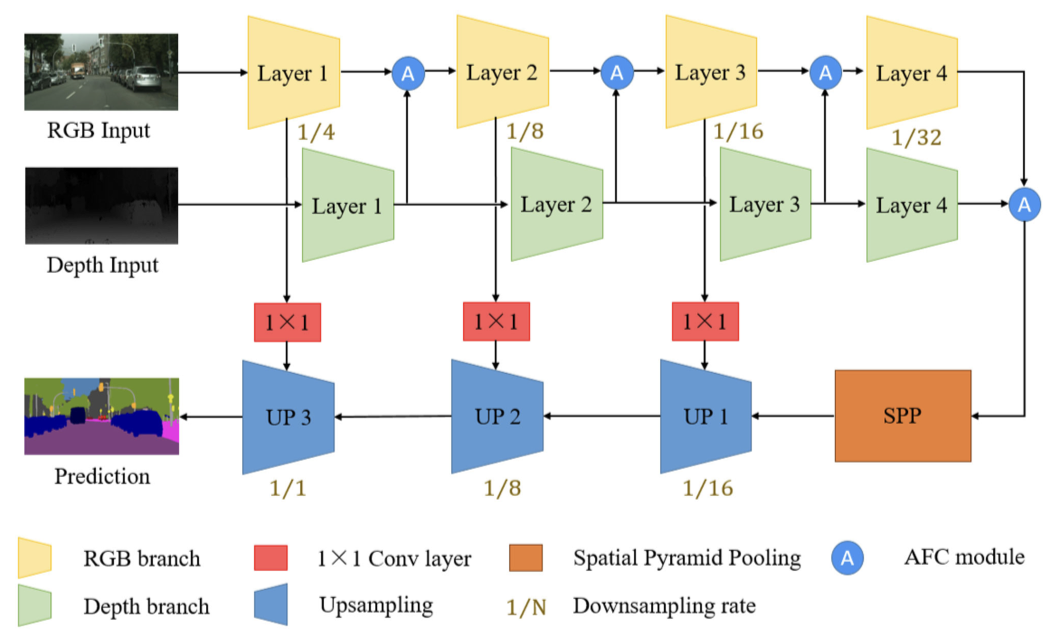 Layer 1
A
Layer 2
A
Layer 3
A
Layer 4
RGB Input
1/4
1/8
1/16
1/32
Layer 1
Layer 2
Layer 3
Layer 4
A
Depth Input
1×1
1×1
1×1
UP 3
UP 2
UP 1
SPP
Prediction
1/1
1/8
1/16
RGB branch
1×1 Conv layer
Spatial Pyramid Pooling
A
AFC module
Depth branch
Upsampling
1/N
Downsampling rate